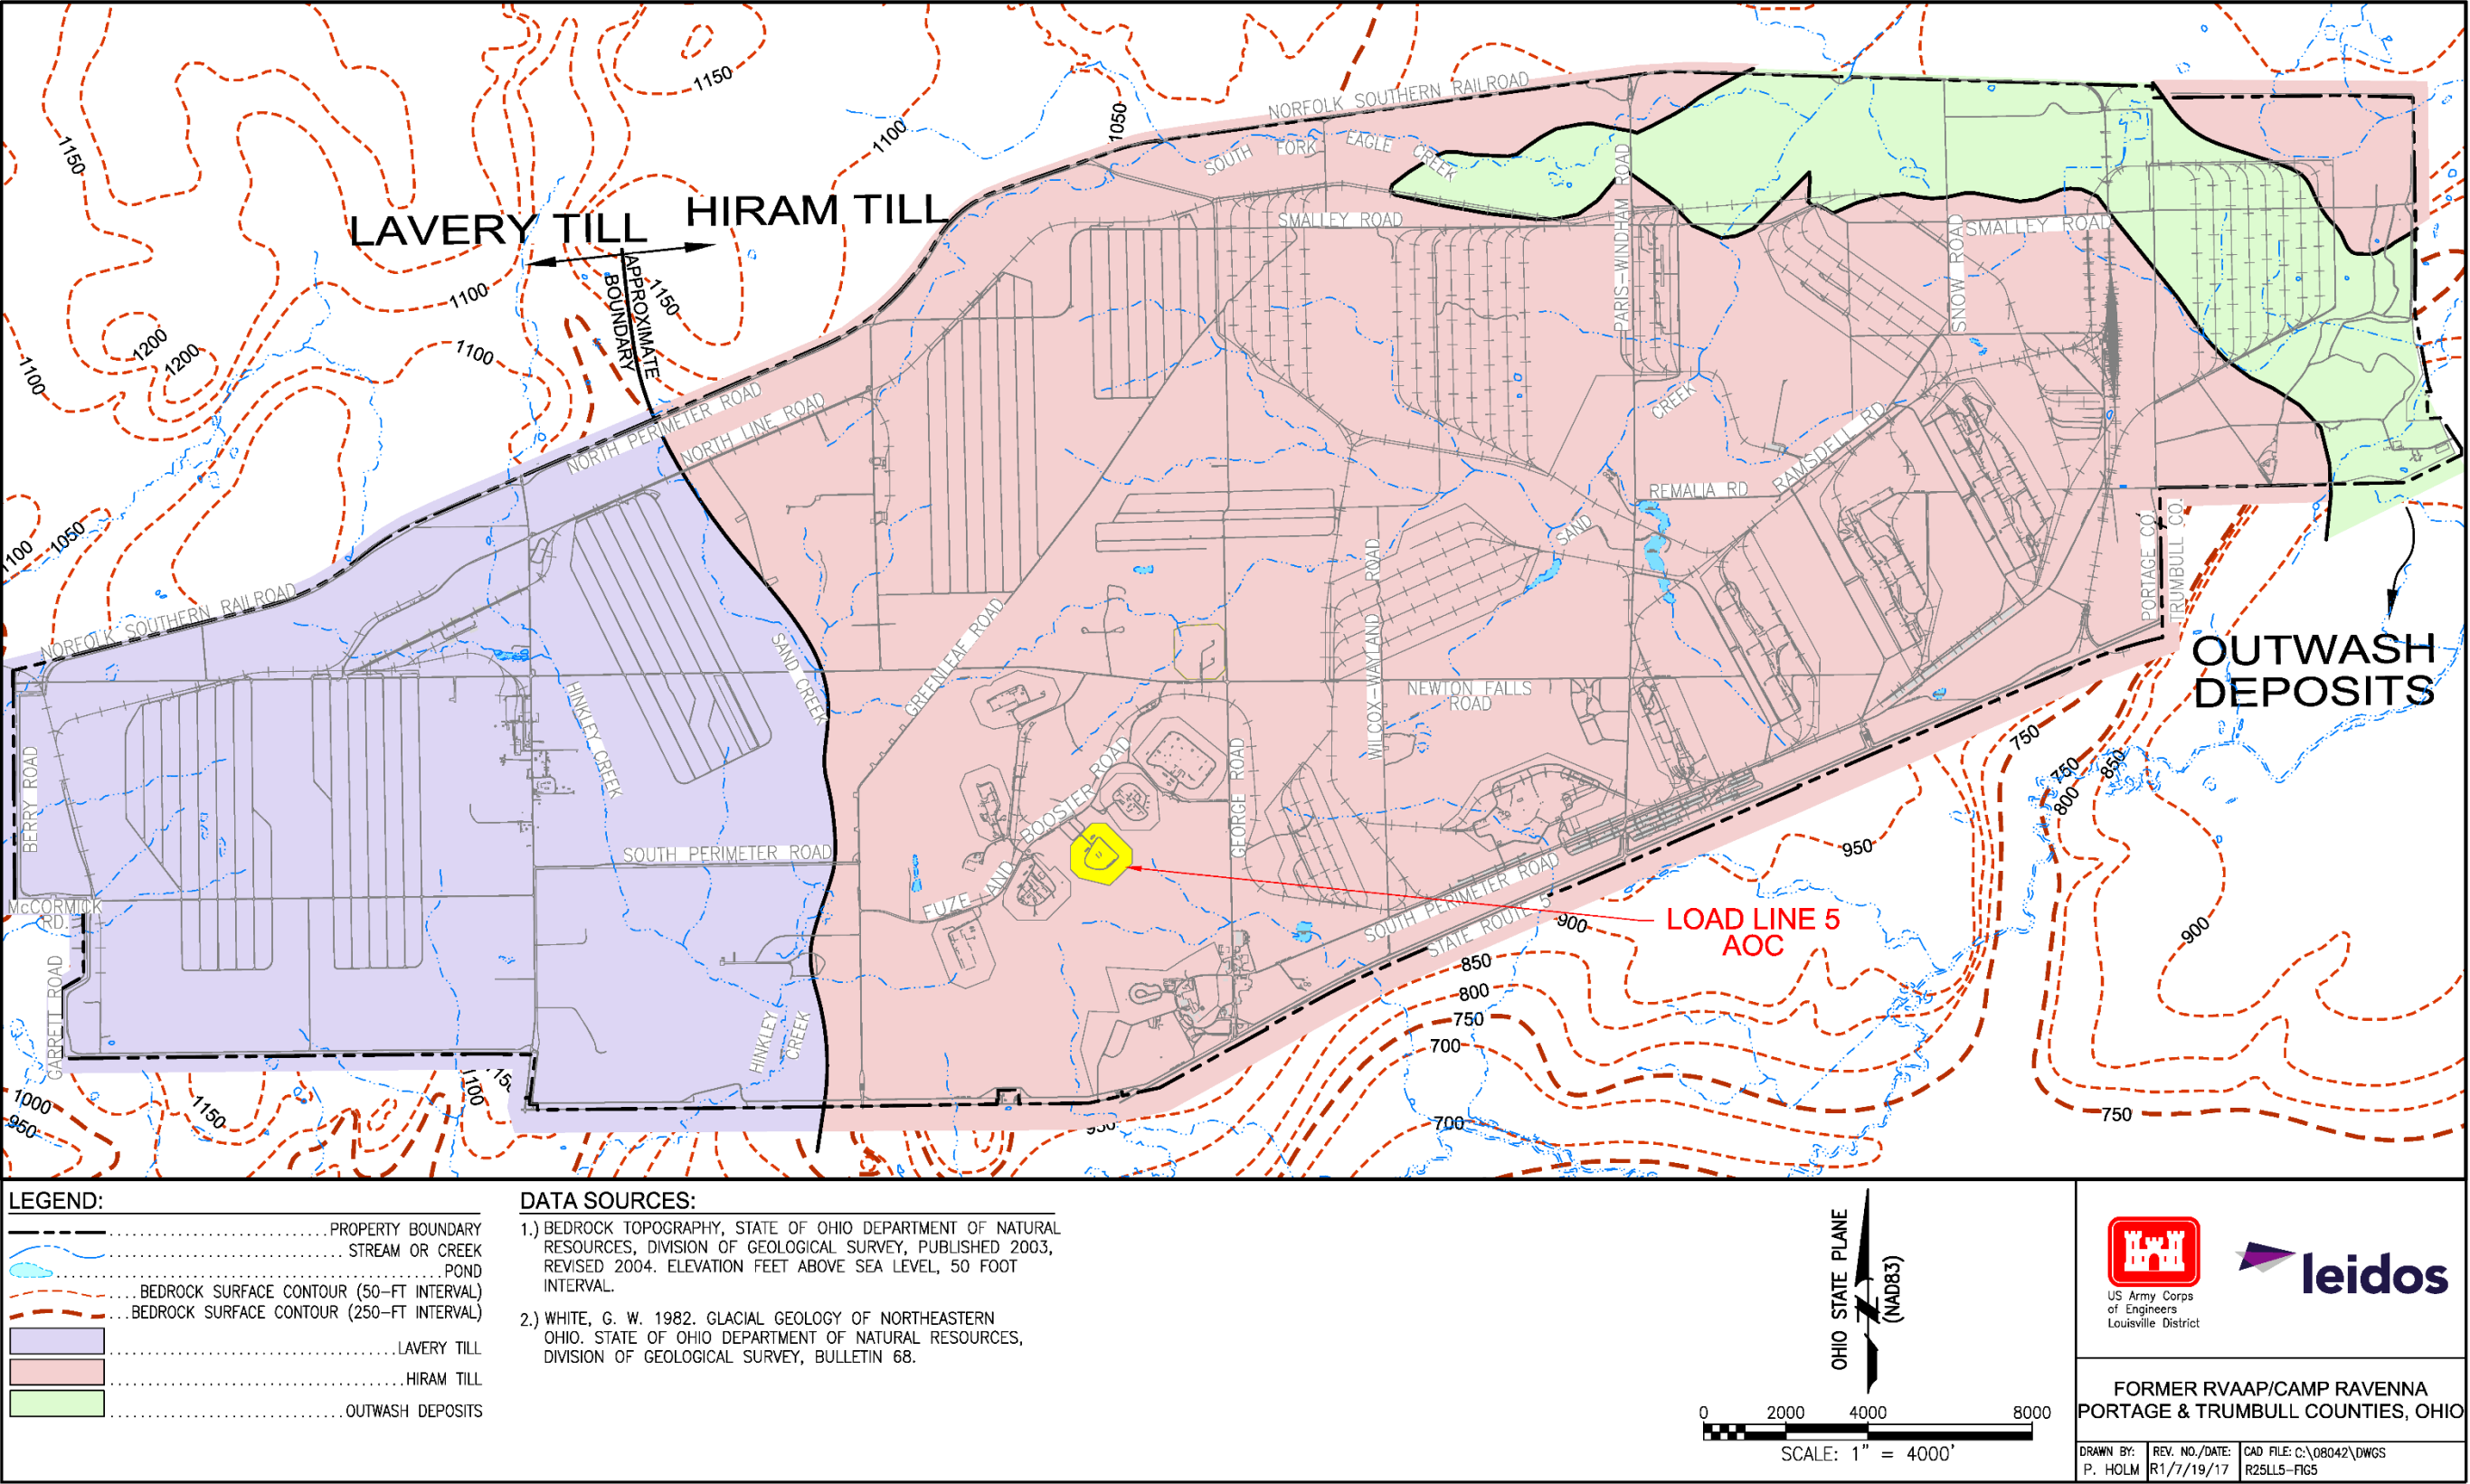 1150
1150
1050
1100
NORFOLK SOUTHERN RAILROAD
SOUTH FORK EAGLE CREEK
LAVERY TILL
HIRAM TILL
APPROXIMATE
BOUNDARY
1150
1100
1100
1200
1200
1100
SMALLEY ROAD
PARIS-WINDHAM ROAD
SNOW ROAD
SMALLEY ROAD
NORTH PERIMETER ROAD
NORTH LINE ROAD
CREEK
RAMSDELL RD
REMALIA RD
SAND
1050
1100
NORFOLK SOUTHERN RAILROAD
PORTAGE CO.
TRUMBULL CO.
OUTWASH
DEPOSITS
SAND CREEK
GREENLEAF ROAD
WILCOX-WAYLAND ROAD
NEWTON FALLS
ROAD
HINKLEY CREEK
BERRY ROAD
FUZE AND BOOSTER ROAD
GEORGE ROAD
SOUTH PERIMETER ROAD
McCORMICK
RD.
GARRETT ROAD
750
750
850
800
950
900
SOUTH PERIMETER ROAD
STATE ROUTE 5
LOAD LINE 5
AOC
900
850
800
750
700
700
750
HINKLEY
CREEK
1000
950
1150
1100
LEGEND:
PROPERTY BOUNDARY
STREAM OR CREEK
POND
BEDROCK SURFACE CONTOUR (50-FT INTERVAL)
BEDROCK SURFACE CONTOUR (250-FT INTERVAL)
LAVERY TILL
HIRAM TILL
OUTWASH DEPOSITS
DATA SOURCES:
1.) BEDROCK TOPOGRAPHY, STATE OF OHIO DEPARTMENT OF NATURAL
RESOURCES, DIVISION OF GEOLOGICAL SURVEY, PUBLISHED 2003,
REVISED 2004. ELEVATION FEET ABOVE SEA LEVEL, 50 FOOT
INTERVAL.
2.) WHITE, G. W. 1982. GLACIAL GEOLOGY OF NORTHEASTERN
OHIO. STATE OF OHIO DEPARTMENT OF NATURAL RESOURCES,
DIVISION OF GEOLOGICAL SURVEY, BULLETIN 68.
OHIO STATE PLANE
(NAD83)
0 2000 4000 8000
SCALE: 1" = 4000'
US Army Corps
of Engineers
Louisville District
leidos
FORMER RVAAP/CAMP RAVENNA
PORTAGE & TRUMBULL COUNTIES, OHIO
DRAWN BY:
P. HOLM
REV. NO./DATE:
R1/7/19/17
CAD FILE: C:\08042\DWGS
R25LL5-FIG5